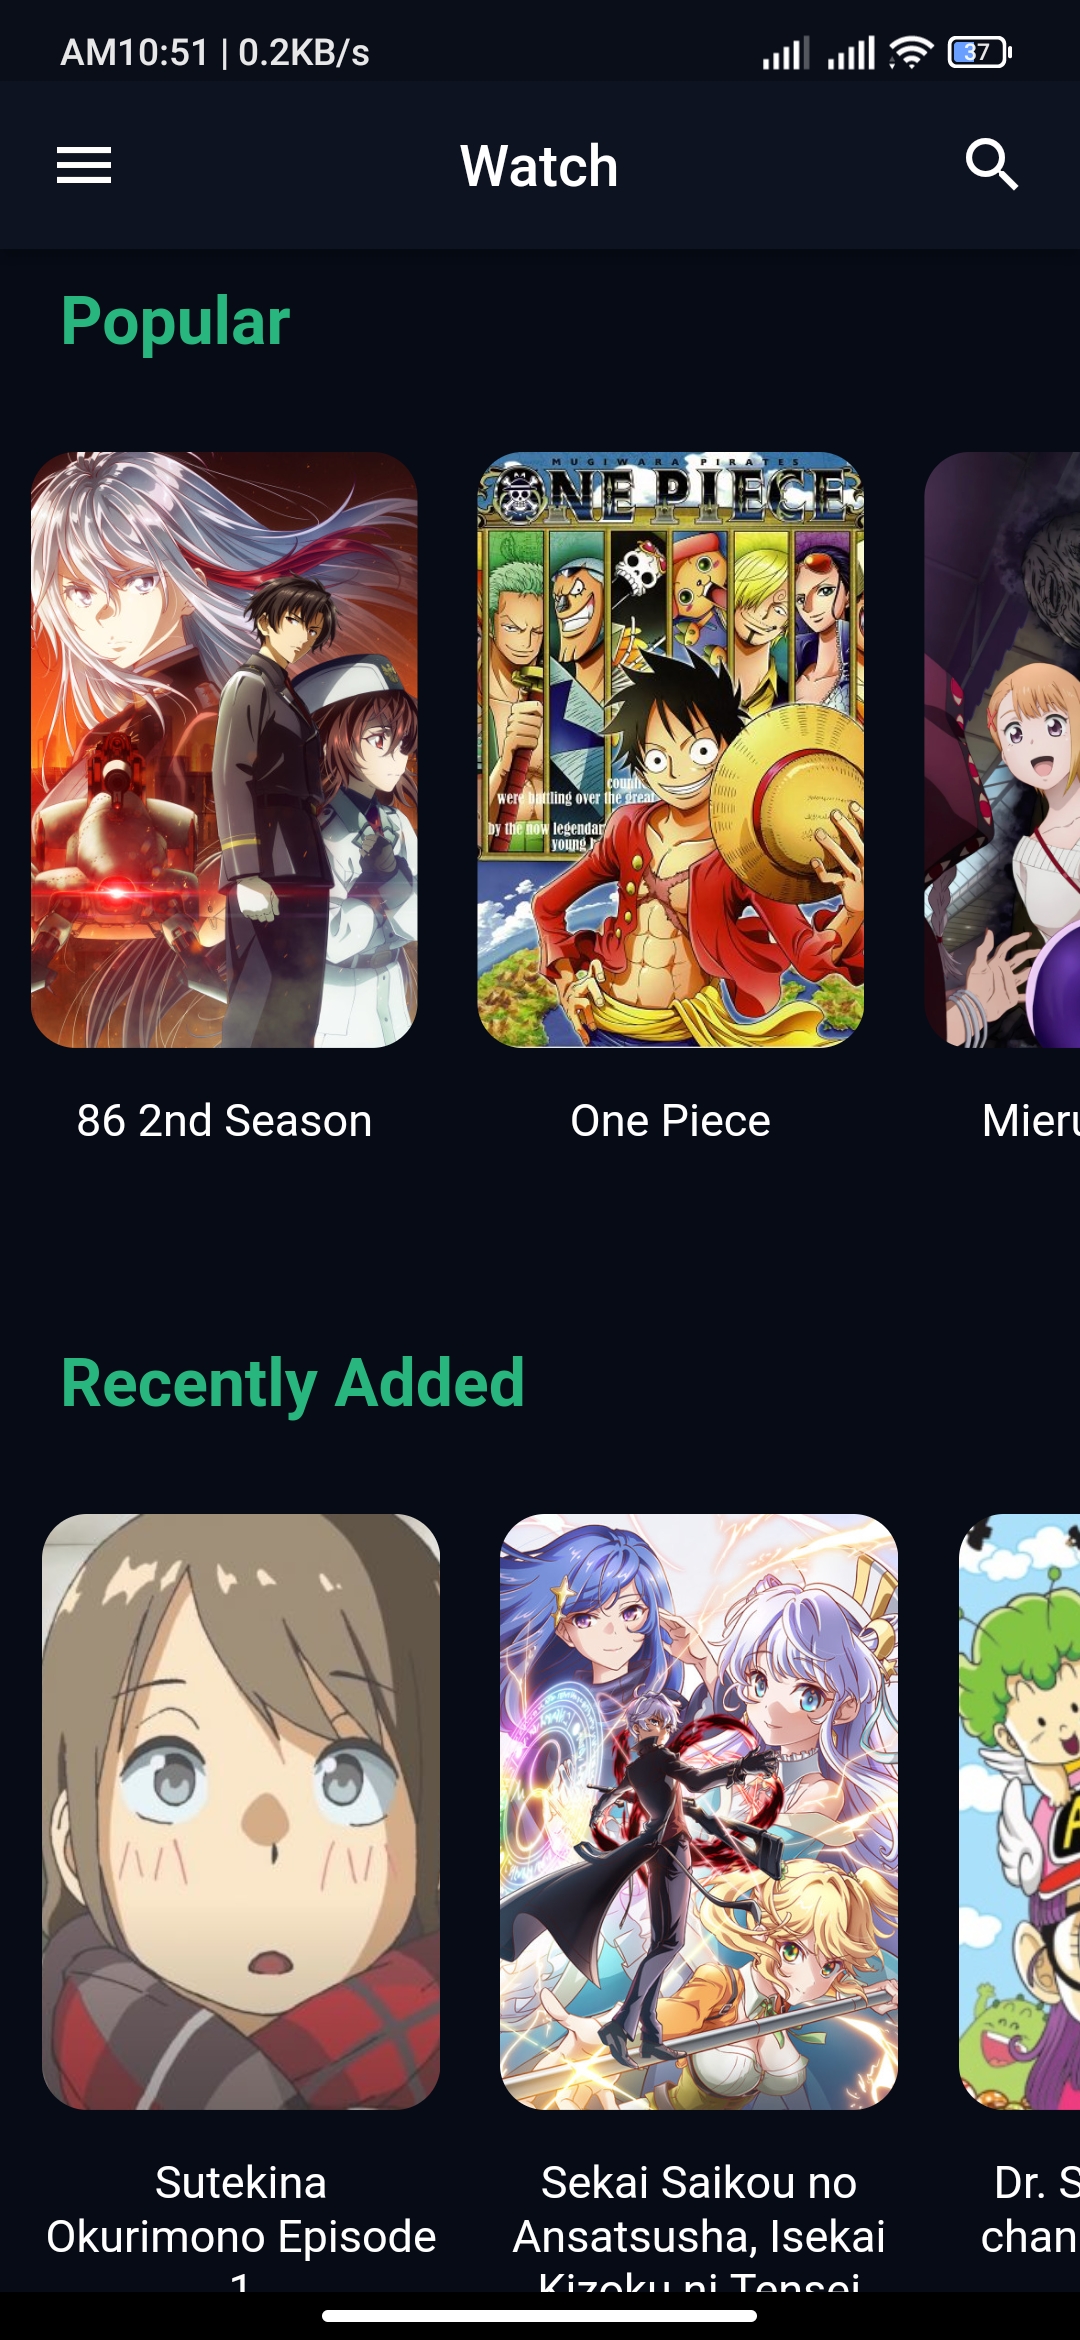 AM10:51 | 0.2KB/s
37
Watch
Popular
MUGIWARA PIRATES
ONE PIECE
were battling over the great
by the now legendar
young
86 2nd Season
One Piece
Mieru
Recently Added
Sutekina
Okurimono Episode
1
Sekai Saikou no
Ansatsusha, Isekai
Kizoku ni Tensei
Dr. S
chan